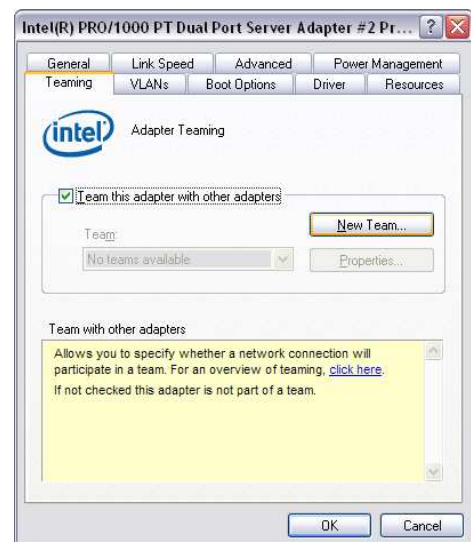 Intel(R) PRO/1000 PT Dual Port Server Adapter #2 Pr...
General Link Speed Advanced Power Management
Teaming VLANs Boot Options Driver Resources
intel
Adapter Teaming
Team this adapter with other adapters
New Team...
Team:
No teams available
Properties...
Team with other adapters
Allows you to specify whether a network connection will
participate in a team. For an overview of teaming, click here.
If not checked this adapter is not part of a team.
OK Cancel